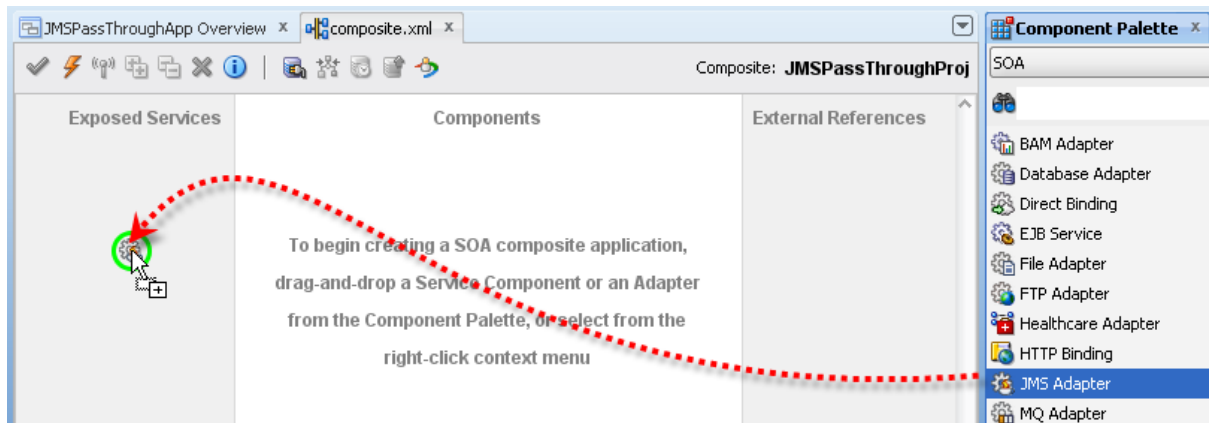 JMSPassThroughApp Overview x
composite.xml x
Component Palette x
Composite: JMSPassThroughProj
SOA
Exposed Services
Components
External References
To begin creating a SOA composite application,
drag-and-drop a Service Component or an Adapter
from the Component Palette, or select from the
right-click context menu
BAM Adapter
Database Adapter
Direct Binding
EJB Service
File Adapter
FTP Adapter
Healthcare Adapter
HTTP Binding
JMS Adapter
MQ Adapter